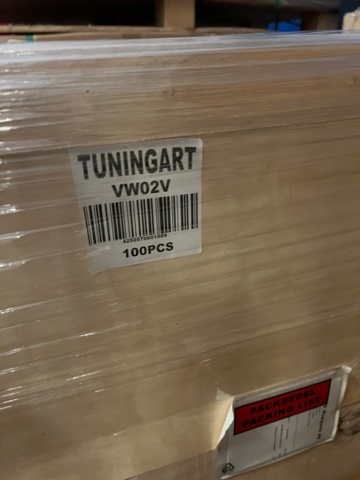 TUNINGART
VW02V
100PCS
PACKSEDEL
PACKING LIST